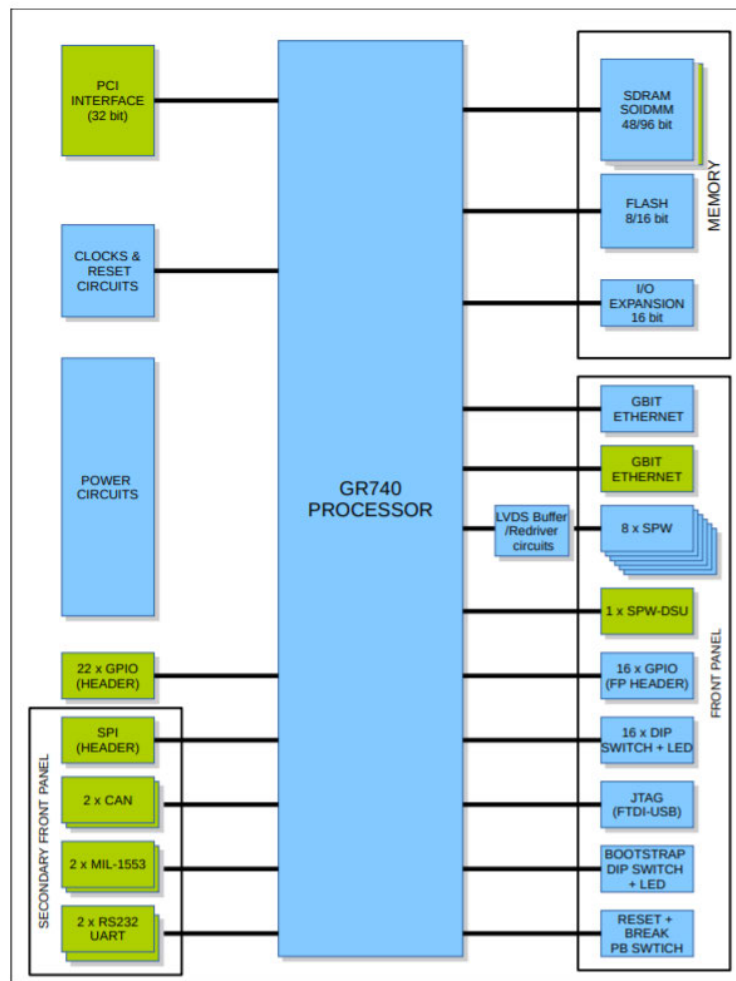 PCI
INTERFACE
(32 bit)
CLOCKS &
RESET
CIRCUITS
POWER
CIRCUITS
22 x GPIO
(HEADER)
SECONDARY FRONT PANEL
SPI
(HEADER)
2 x CAN
2 x MIL-1553
2 x RS232
UART
GR740
PROCESSOR
MEMORY
SDRAM
SOIDMM
48/96 bit
FLASH
8/16 bit
I/O
EXPANSION
16 bit
FRONT PANEL
GBIT
ETHERNET
GBIT
ETHERNET
LVDS Buffer
/Redriver
circuits
8 x SPW
1 x SPW-DSU
16 x GPIO
(FP HEADER)
16 x DIP
SWITCH + LED
JTAG
(FTDI-USB)
BOOTSTRAP
DIP SWITCH
+ LED
RESET +
BREAK
PB SWTICH